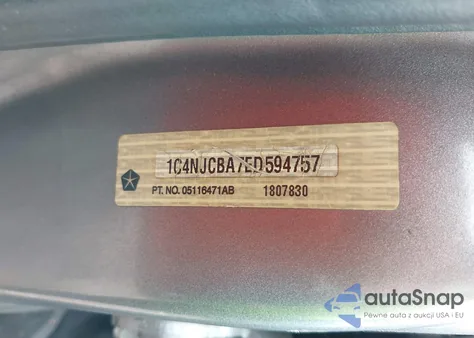 1C4NJCBA7ED594757
PT. NO. 05116471AB 1807830
autoSnap
Pewne auta z aukcji USA i EU